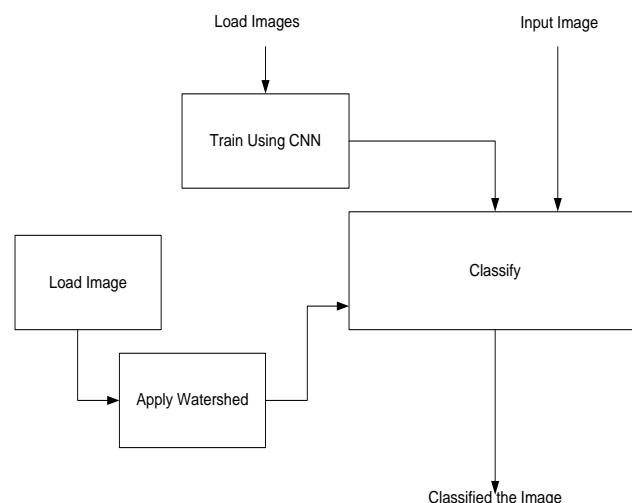 Load Images
Input Image
Train Using CNN
Classify
Load Image
Apply Watershed
Classified the Image